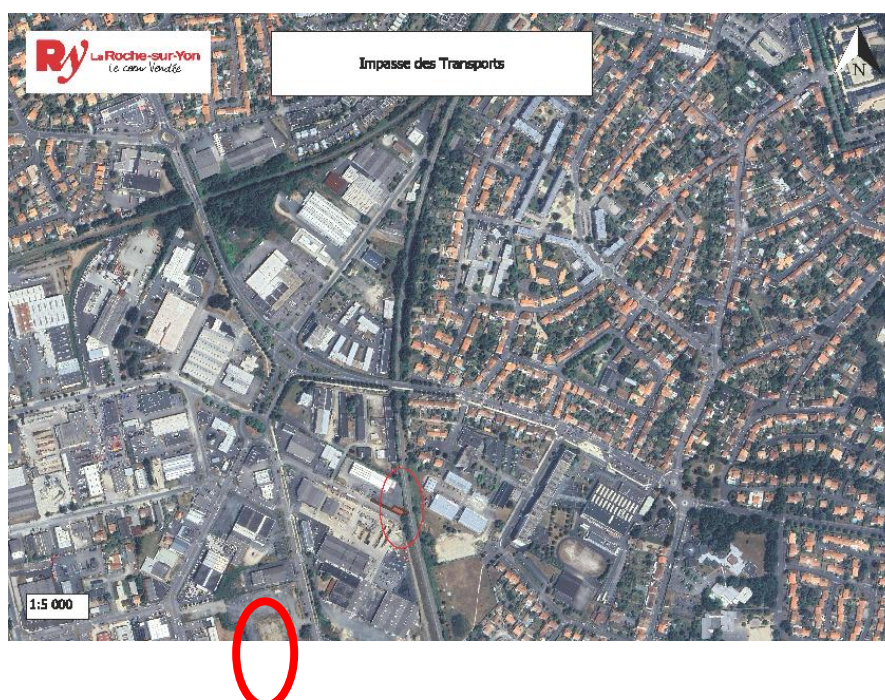 Ry La Roche-sur-Yon
Le cœur Vendée
Impasse des Transports
N
1:5 000